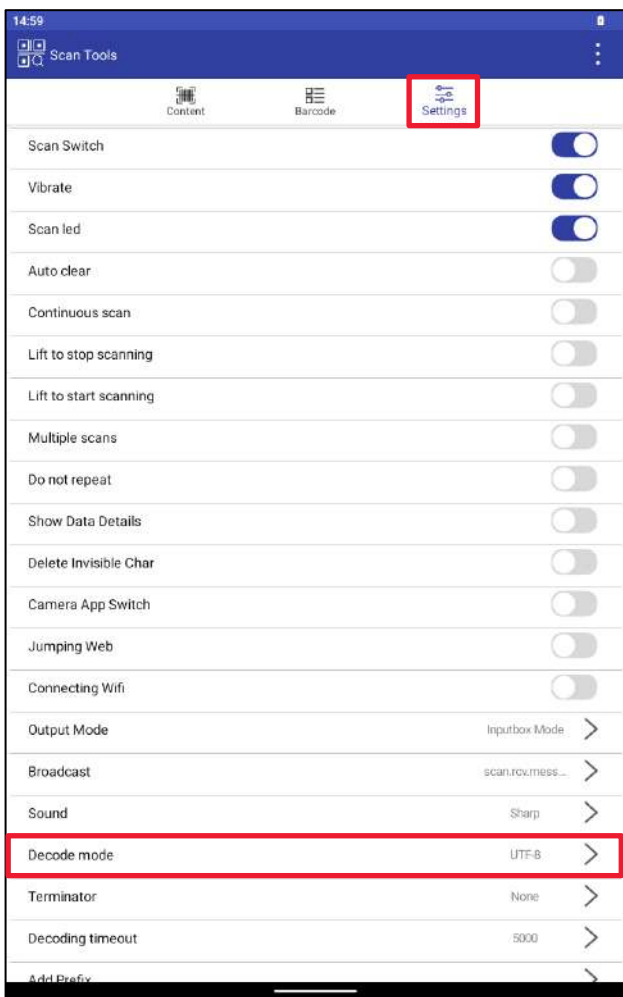 14:59
Scan Tools
Content Barcode Settings
Scan Switch
Vibrate
Scan led
Auto clear
Continuous scan
Lift to stop scanning
Lift to start scanning
Multiple scans
Do not repeat
Show Data Details
Delete Invisible Char
Camera App Switch
Jumping Web
Connecting Wifi
Output Mode Inputbox Mode
Broadcast scan.rcv.mess...
Sound Sharp
Decode mode UTF-8
Terminator None
Decoding timeout 5000
Add Prefix